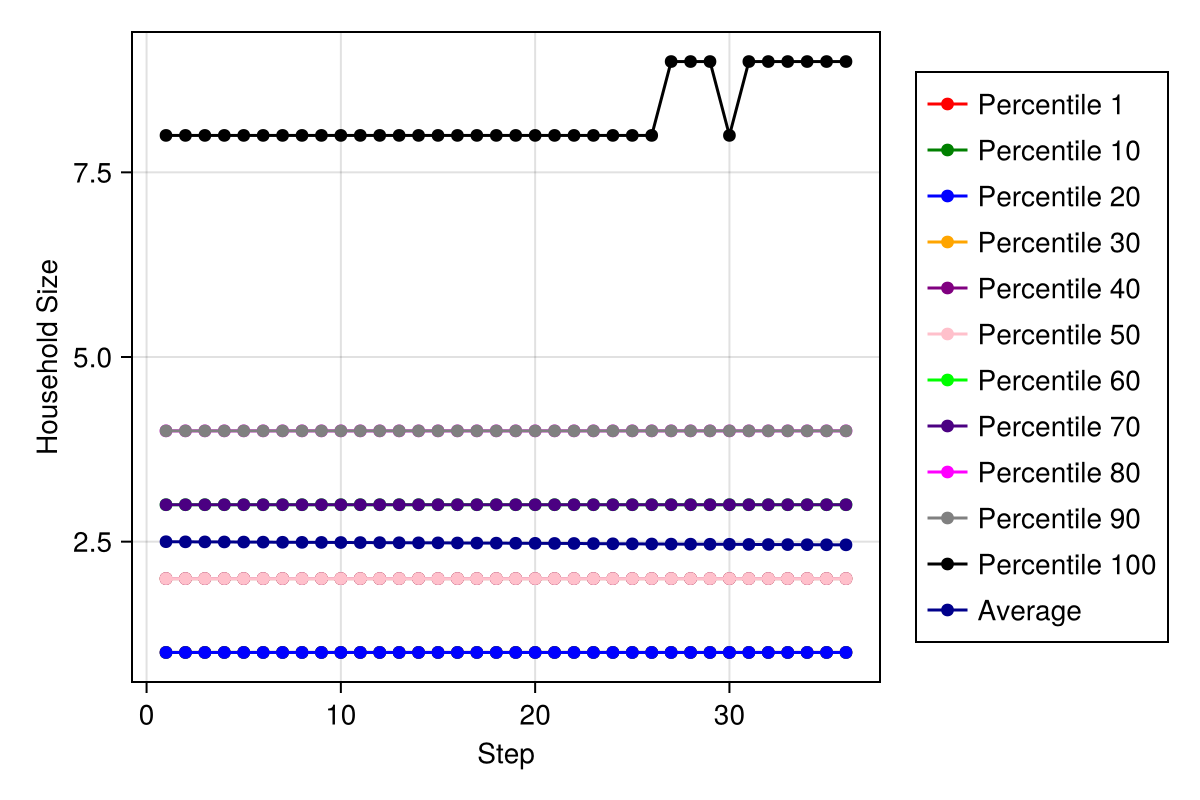 7.5
5.0
2.5
Household Size
0
10
20
30
Step
Percentile 1
Percentile 10
Percentile 20
Percentile 30
Percentile 40
Percentile 50
Percentile 60
Percentile 70
Percentile 80
Percentile 90
Percentile 100
Average